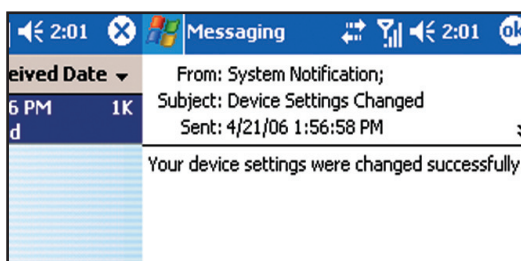 2:01
eived Date
6 PM 1K
d
Messaging 2:01 ok
From: System Notification;
Subject: Device Settings Changed
Sent: 4/21/06 1:56:58 PM
Your device settings were changed successfully